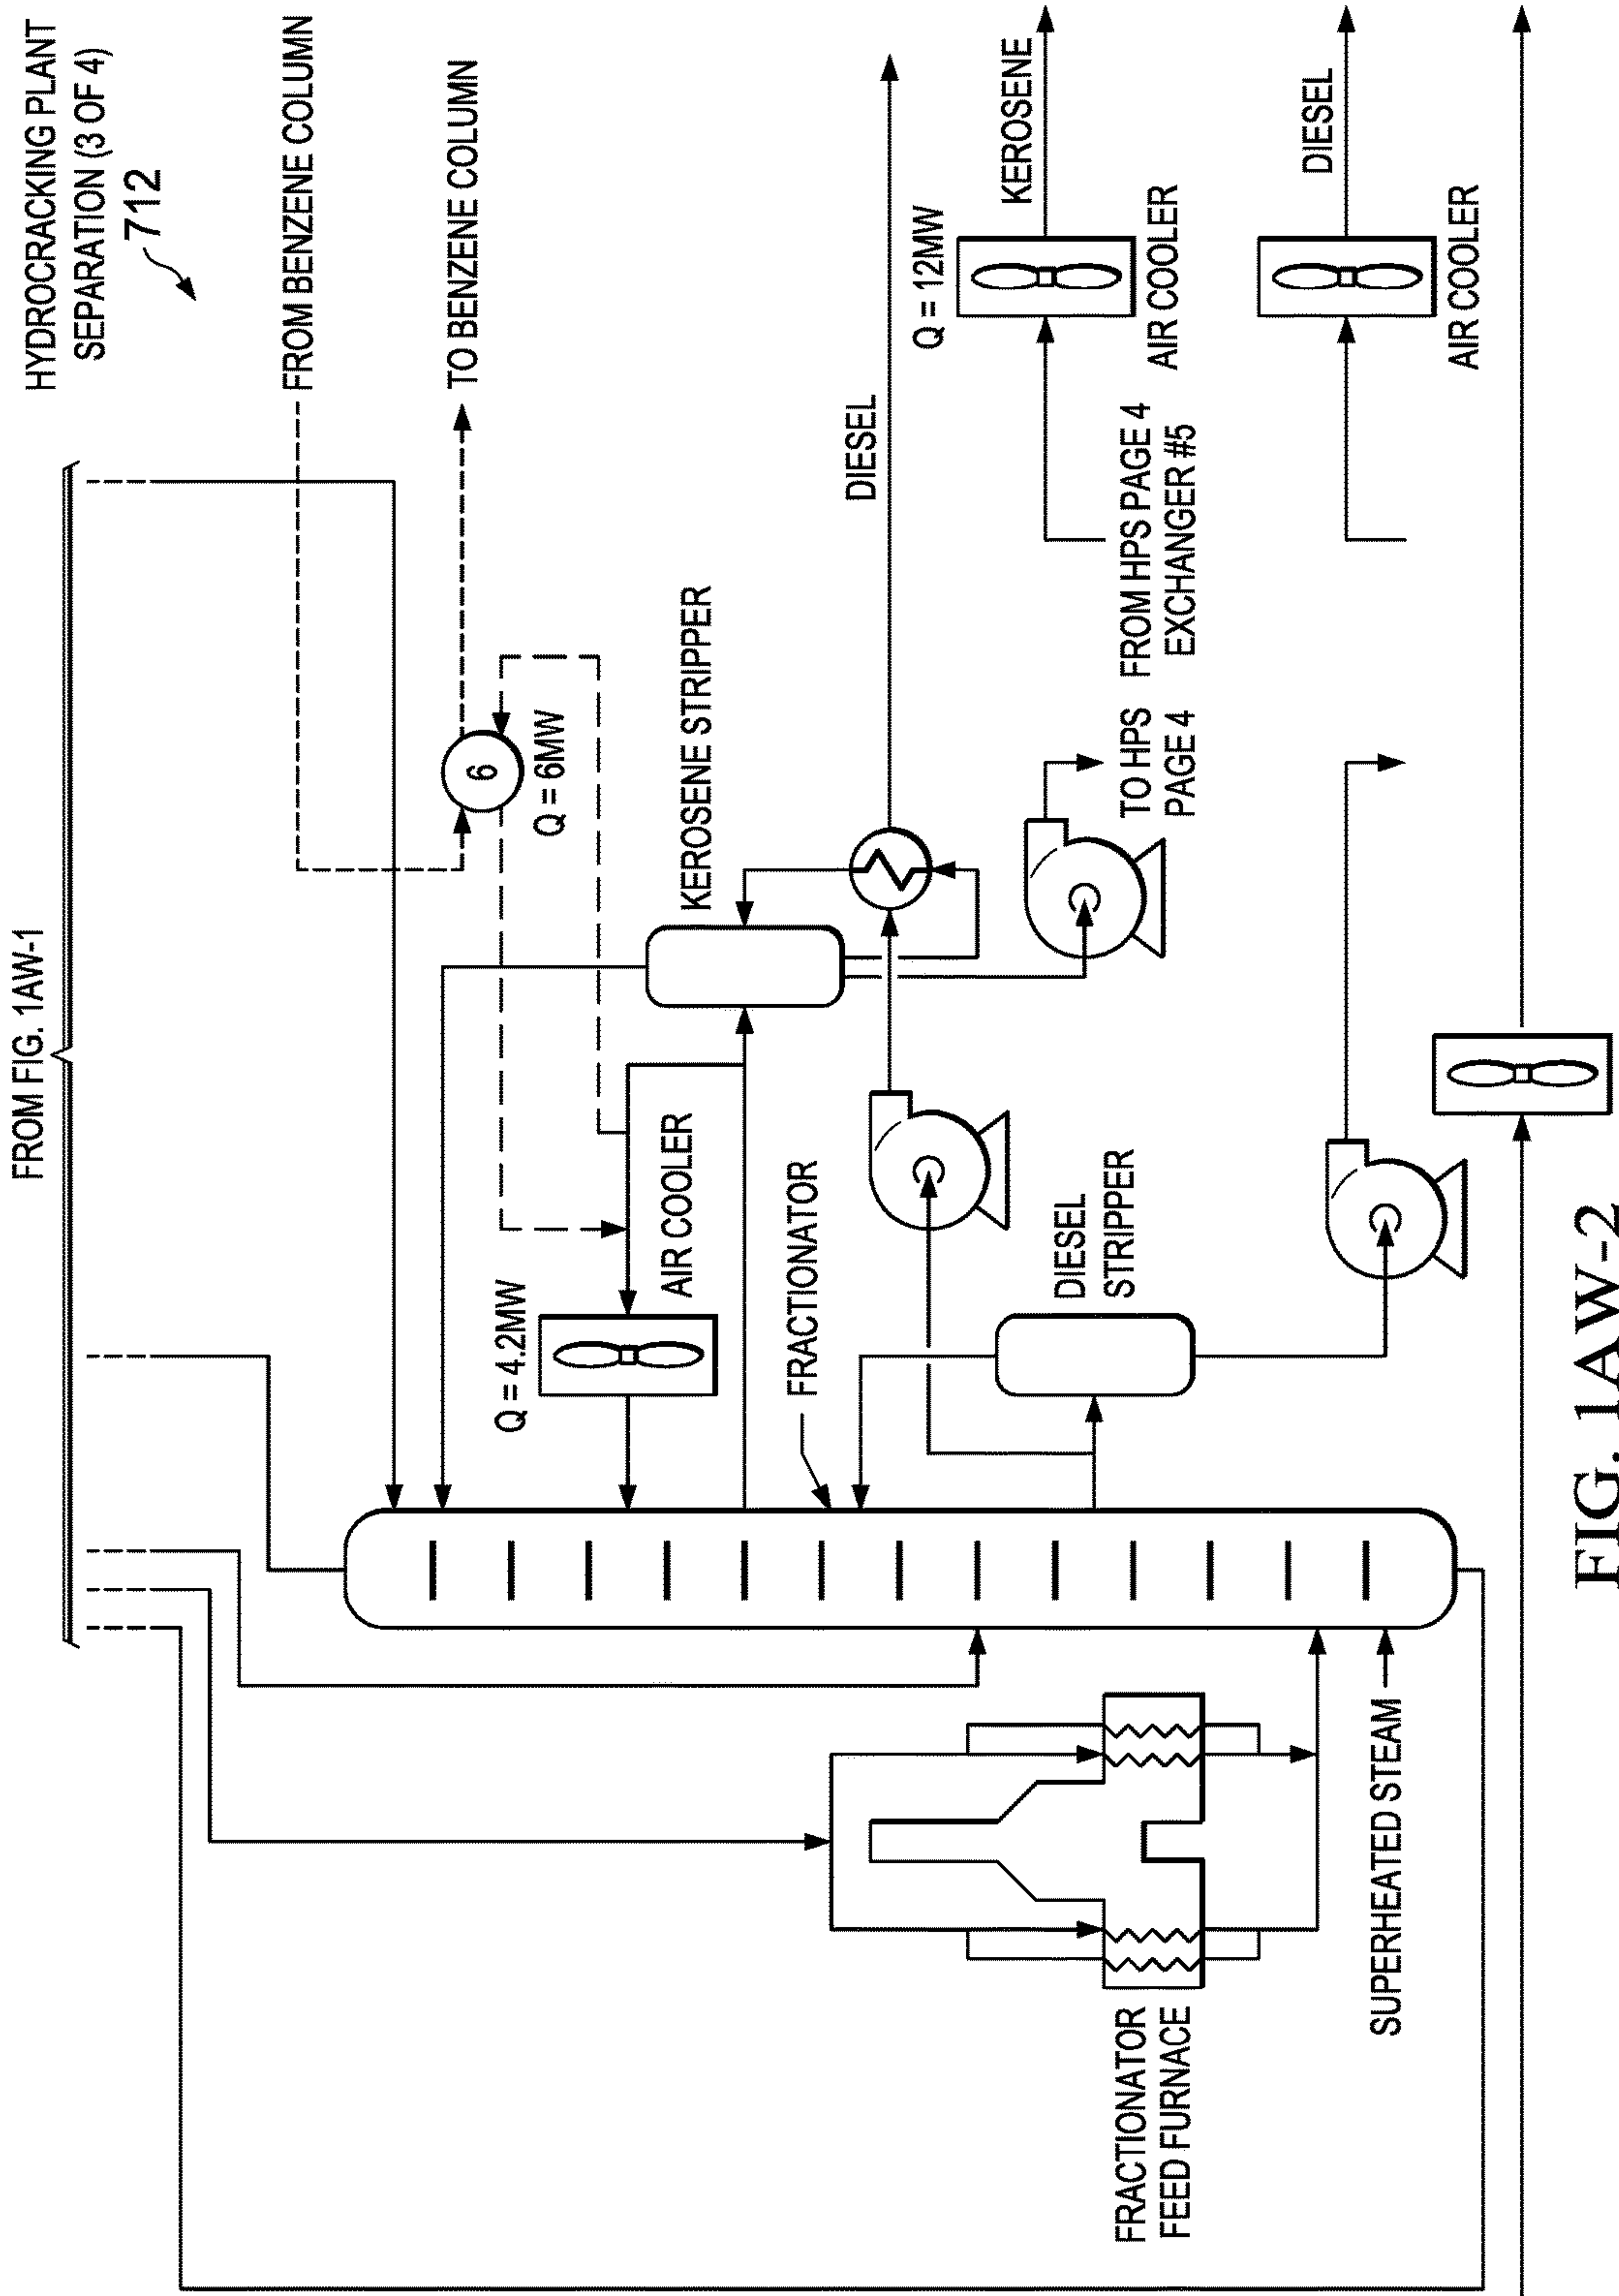 HYDROCRACKING PLANT
SEPARATION (3 OF 4)
712
FROM FIG. 1AW-1
FROM BENZENE COLUMN
TO BENZENE COLUMN
6
Q = 6MW
Q = 4.2MW
AIR COOLER
KEROSENE STRIPPER
FRACTIONATOR
DIESEL
Q = 12MW
KEROSENE
AIR COOLER
TO HPS
PAGE 4
FROM HPS PAGE 4
EXCHANGER #5
DIESEL
STRIPPER
DIESEL
AIR COOLER
FRACTIONATOR
FEED FURNACE
SUPERHEATED STEAM
FIG. 1AW-2